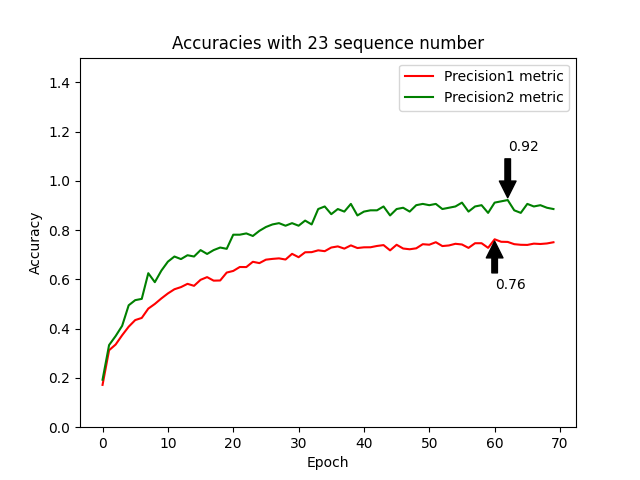 Accuracies with 23 sequence number
Precision1 metric
Precision2 metric
0.92
0.76
Accuracy
1.4
1.2
1.0
0.8
0.6
0.4
0.2
0.0
0 10 20 30 40 50 60 70
Epoch